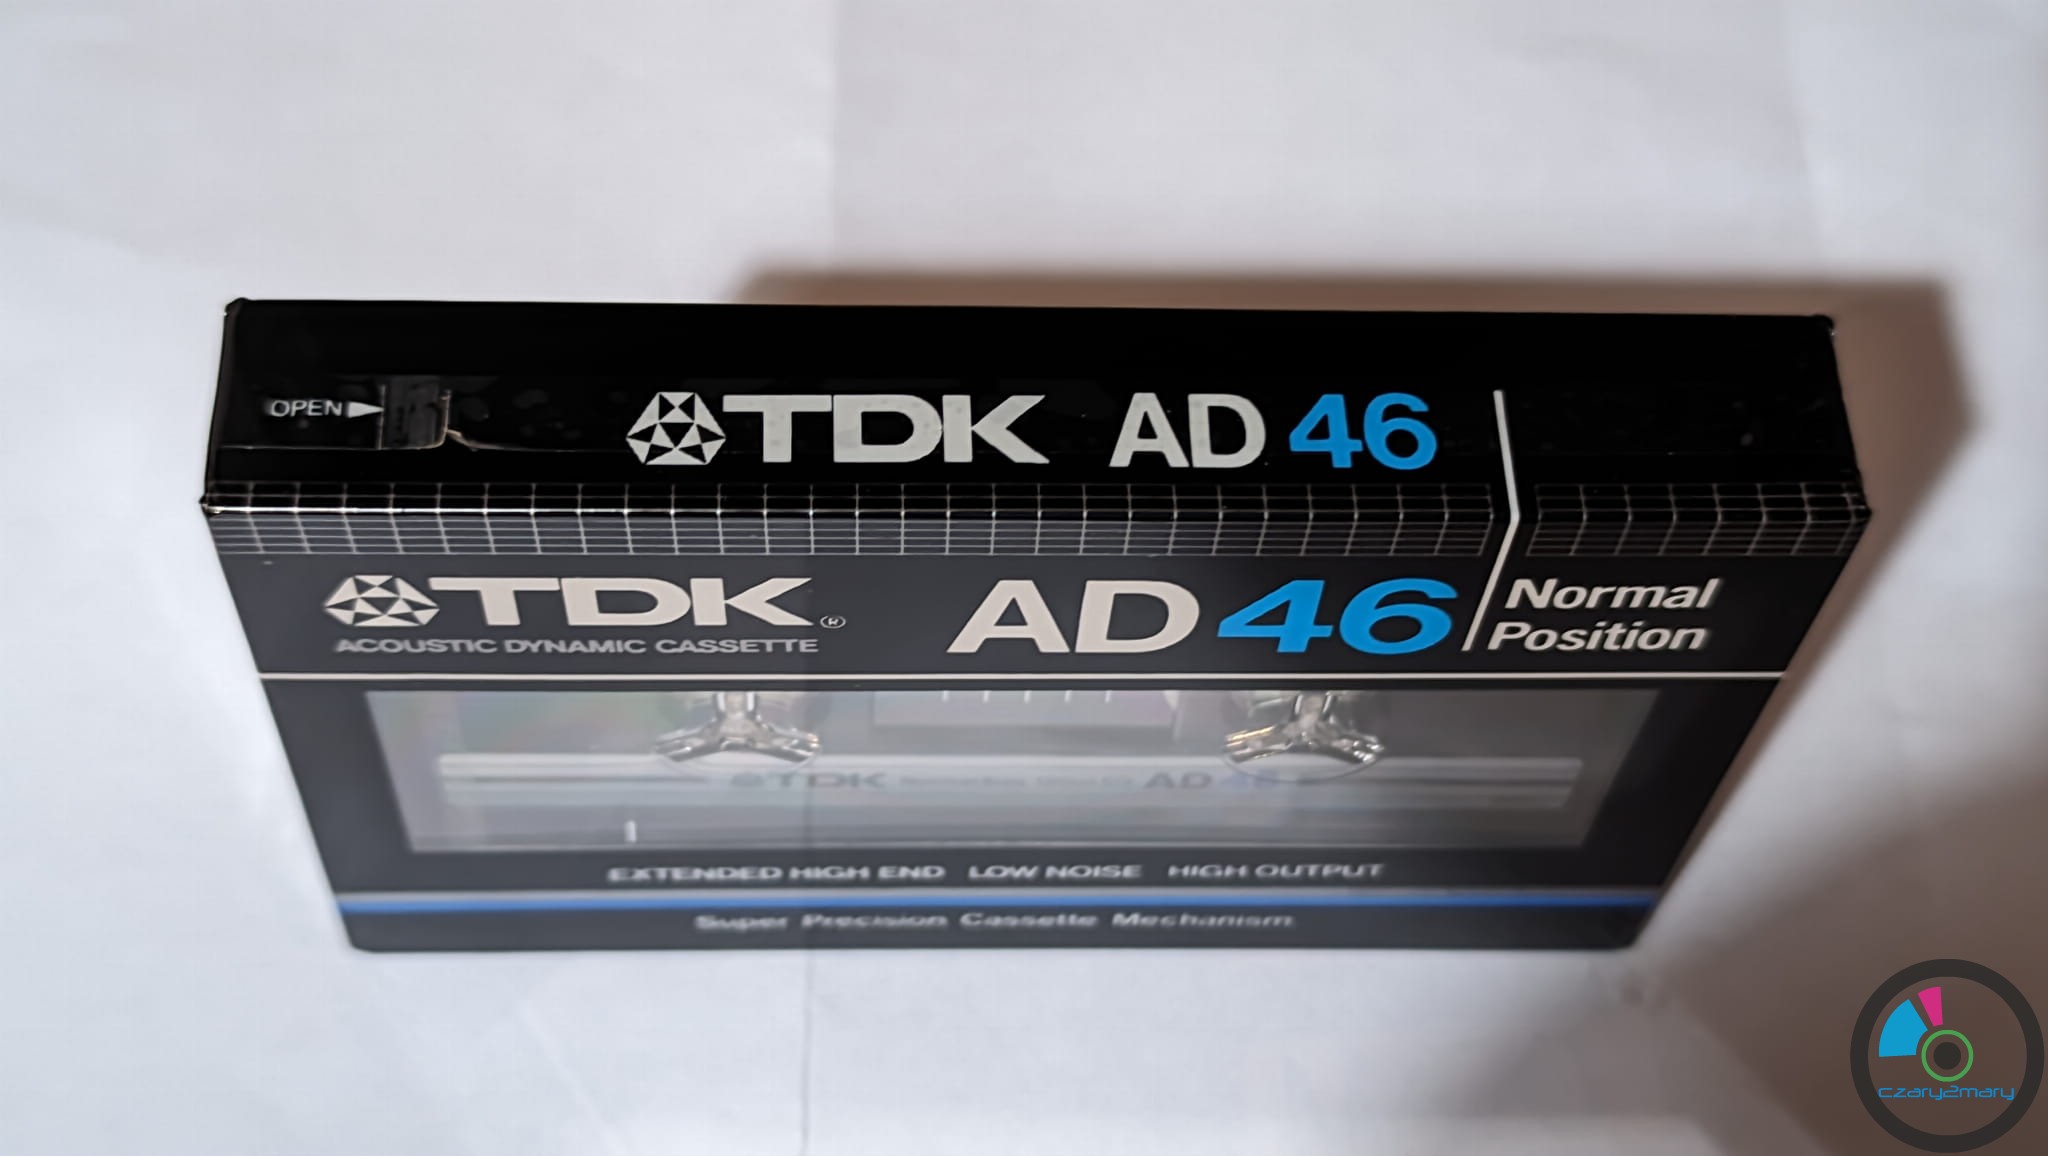 OPEN
TDK AD 46
TDK®
ACOUSTIC DYNAMIC CASSETTE
AD 46
Normal
Position
TDK AD 46
EXTENDED HIGH END LOW NOISE HIGH OUTPUT
Super Precision Cassette Mechanism
czary2mary